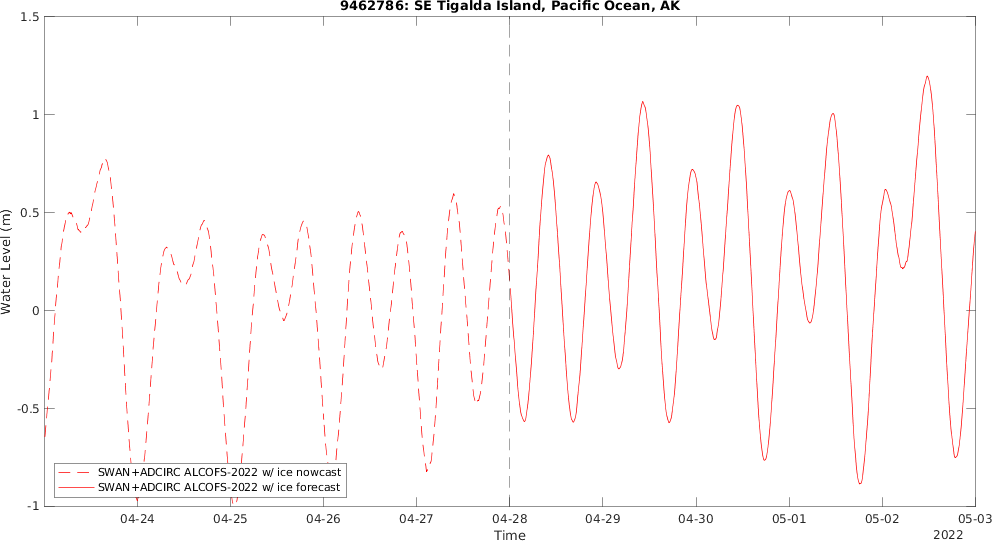 9462786: SE Tigalda Island, Pacific Ocean, AK
1.5
1
0.5
0
-0.5
-1
Water Level (m)
SWAN+ADCIRC ALCOFS-2022 w/ ice nowcast
SWAN+ADCIRC ALCOFS-2022 w/ ice forecast
04-24 04-25 04-26 04-27 04-28 04-29 04-30 05-01 05-02 05-03
Time
2022